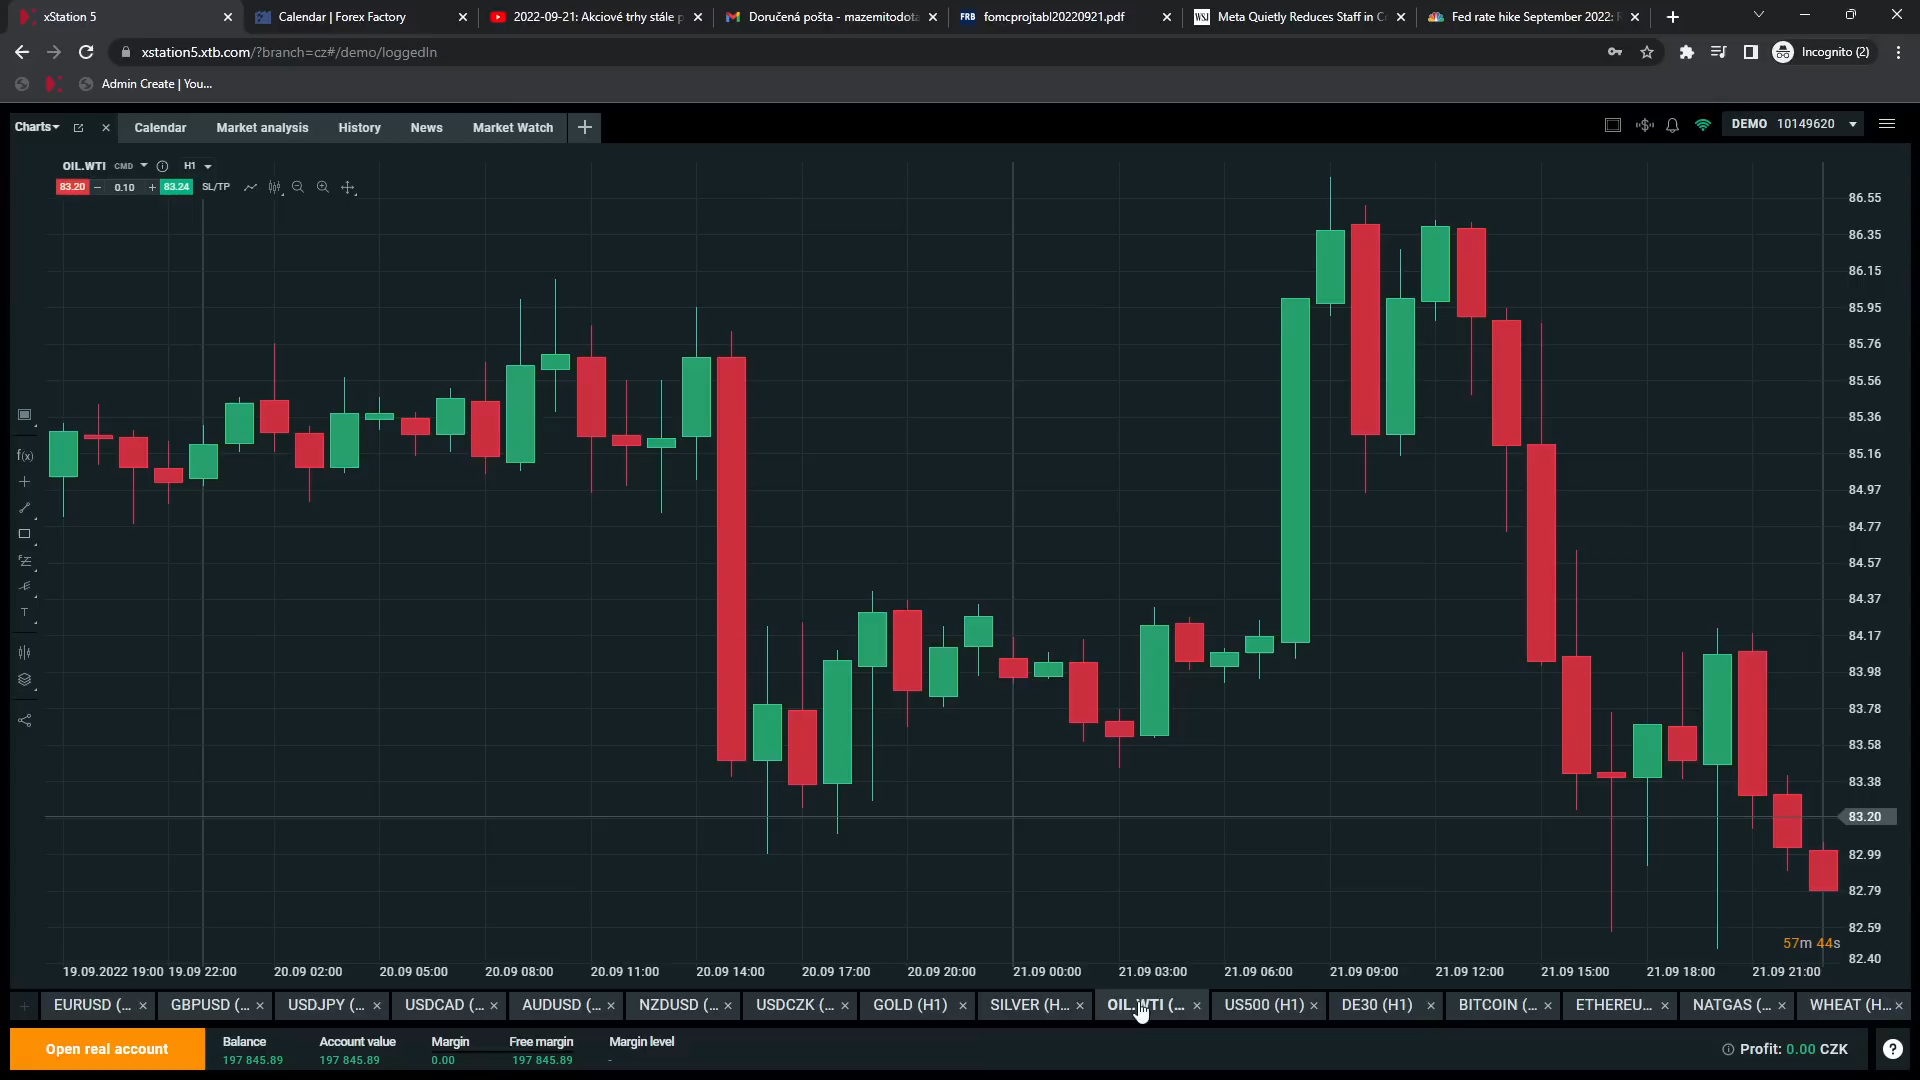 xStation 5
Calendar | Forex Factory
2022-09-21: Akciové trhy stále p
Doručená pošta - mazemitodota
FRB fomcprojtabl20220921.pdf
WSJ Meta Quietly Reduces Staff in C
Fed rate hike September 2022:
xstation5.xtb.com/?branch=cz#/demo/loggedIn
Incognito (2)
Admin Create | You...
Charts
Calendar
Market analysis
History
News
Market Watch
DEMO 10149620
OIL.WTI CMD H1
83.20 – 0.10 + 83.24 SL/TP
86.55
86.35
86.15
85.95
85.76
85.56
85.36
85.16
84.97
84.77
84.57
84.37
84.17
83.98
83.78
83.58
83.38
83.20
82.99
82.79
82.59
82.40
f(x)
T
57m 44s
19.09.2022 19:00 19.09 22:00 20.09 02:00 20.09 05:00 20.09 08:00 20.09 11:00 20.09 14:00 20.09 17:00 20.09 20:00 21.09 00:00 21.09 03:00 21.09 06:00 21.09 09:00 21.09 12:00 21.09 15:00 21.09 18:00 21.09 21:00
EURUSD (... GBPUSD (... USDJPY (... USDCAD (... AUDUSD (... NZDUSD (... USDCZK (... GOLD (H1) SILVER (H... OIL.WTI (... US500 (H1) DE30 (H1) BITCOIN (... ETHEREU... NATGAS (... WHEAT (H...
Open real account
Balance Account value Margin Free margin Margin level
197 845.89 197 845.89 0.00 197 845.89 -
Profit: 0.00 CZK
?